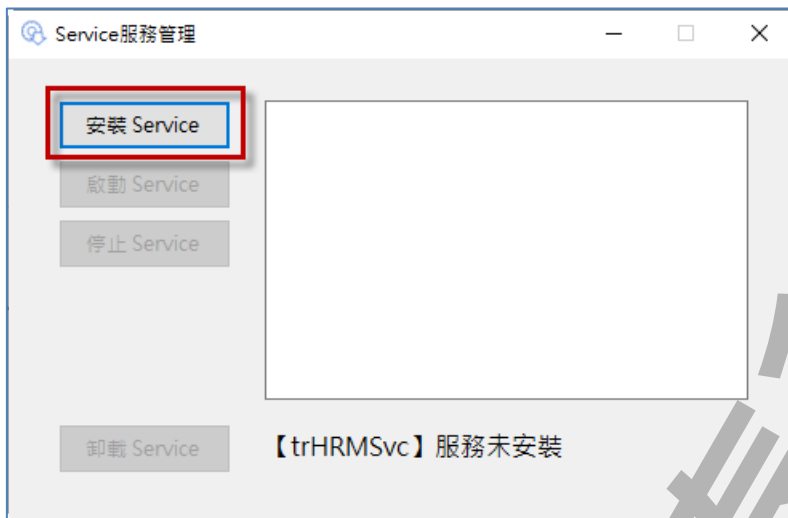 Service服務管理
安裝 Service
啟動 Service
停止 Service
卸載 Service
【trHRMSvc】服務未安裝